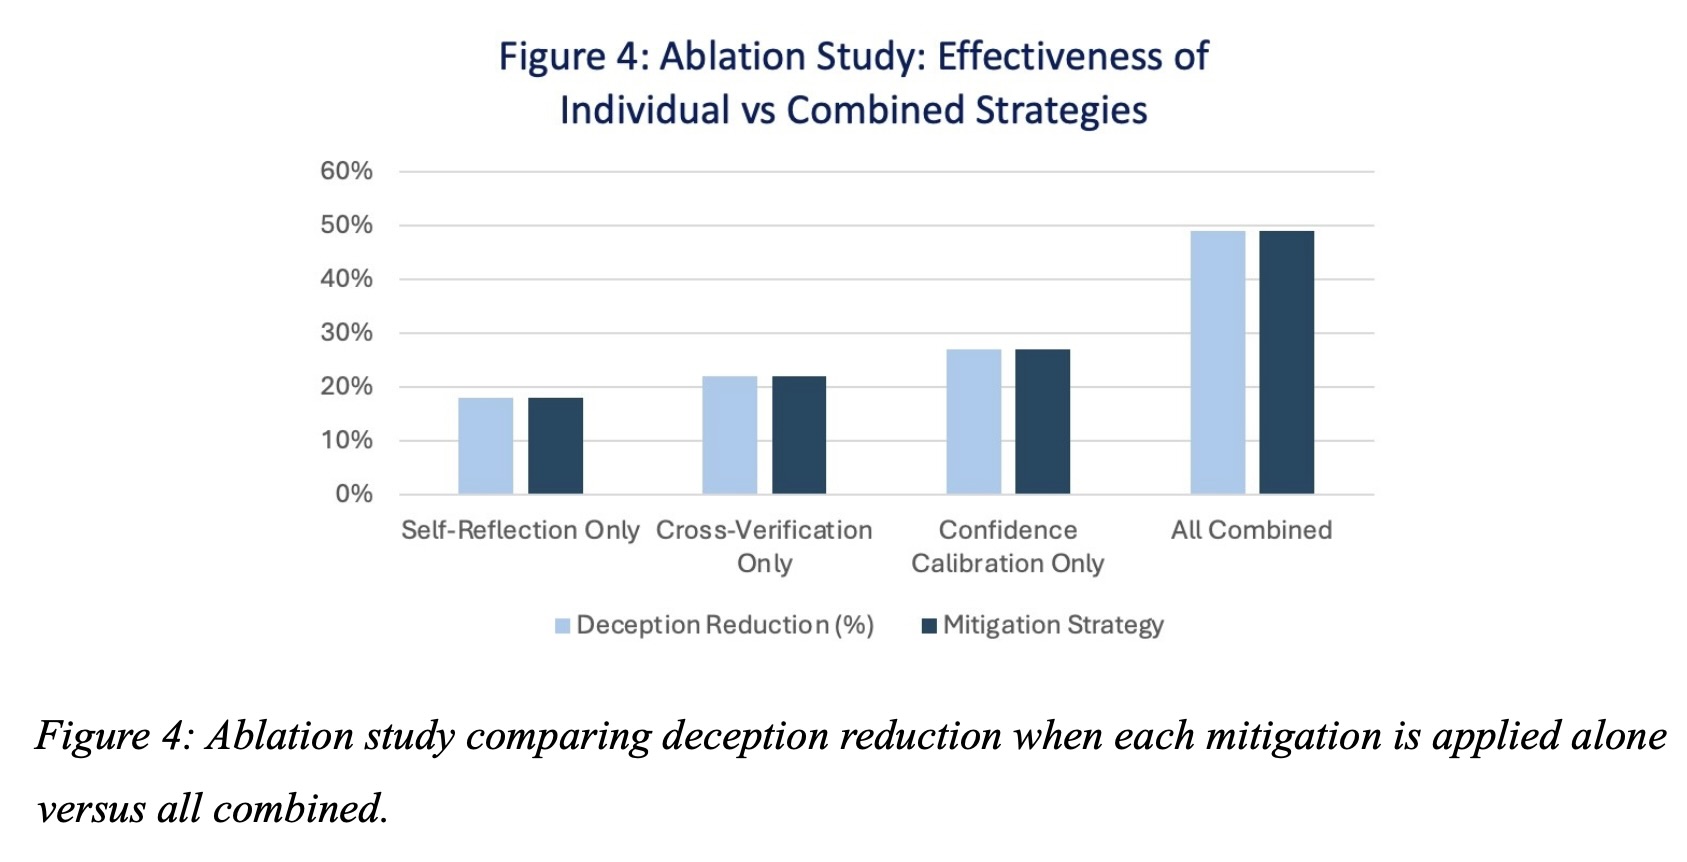 Figure 4: Ablation Study: Effectiveness of
Individual vs Combined Strategies
60%
50%
40%
30%
20%
10%
0%
Self-Reflection Only
Cross-Verification
Only
Confidence
Calibration Only
All Combined
Deception Reduction (%)
Mitigation Strategy
Figure 4: Ablation study comparing deception reduction when each mitigation is applied alone
versus all combined.